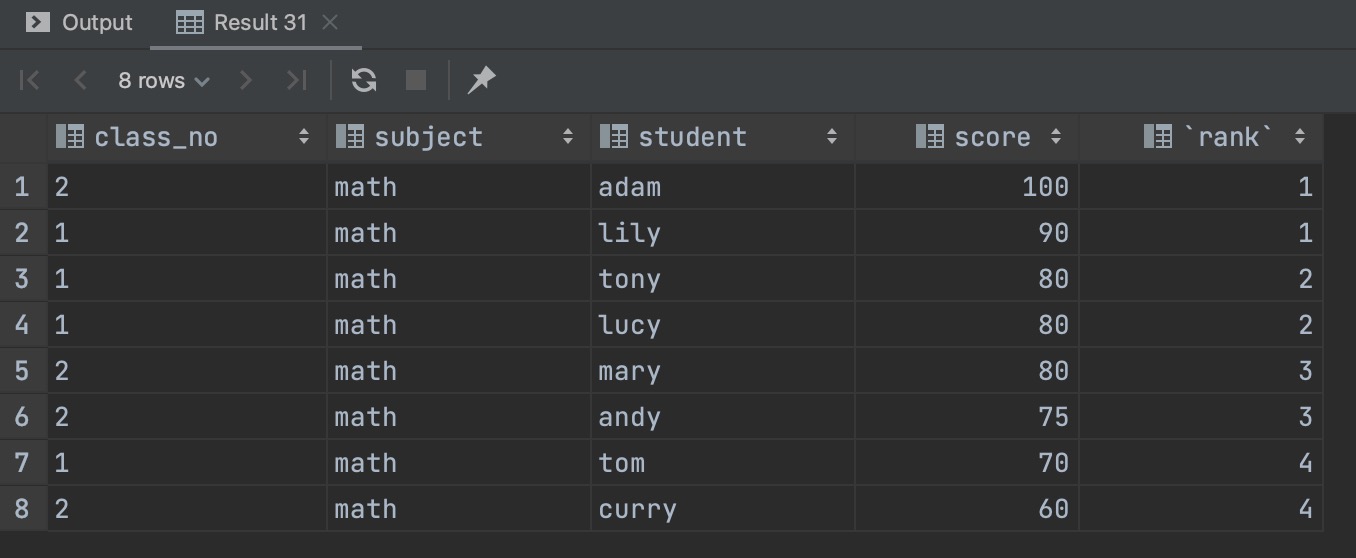 Output Result 31
8 rows
class_no subject student score `rank`
1 2 math adam 100 1
2 1 math lily 90 1
3 1 math tony 80 2
4 1 math lucy 80 2
5 2 math mary 80 3
6 2 math andy 75 3
7 1 math tom 70 4
8 2 math curry 60 4